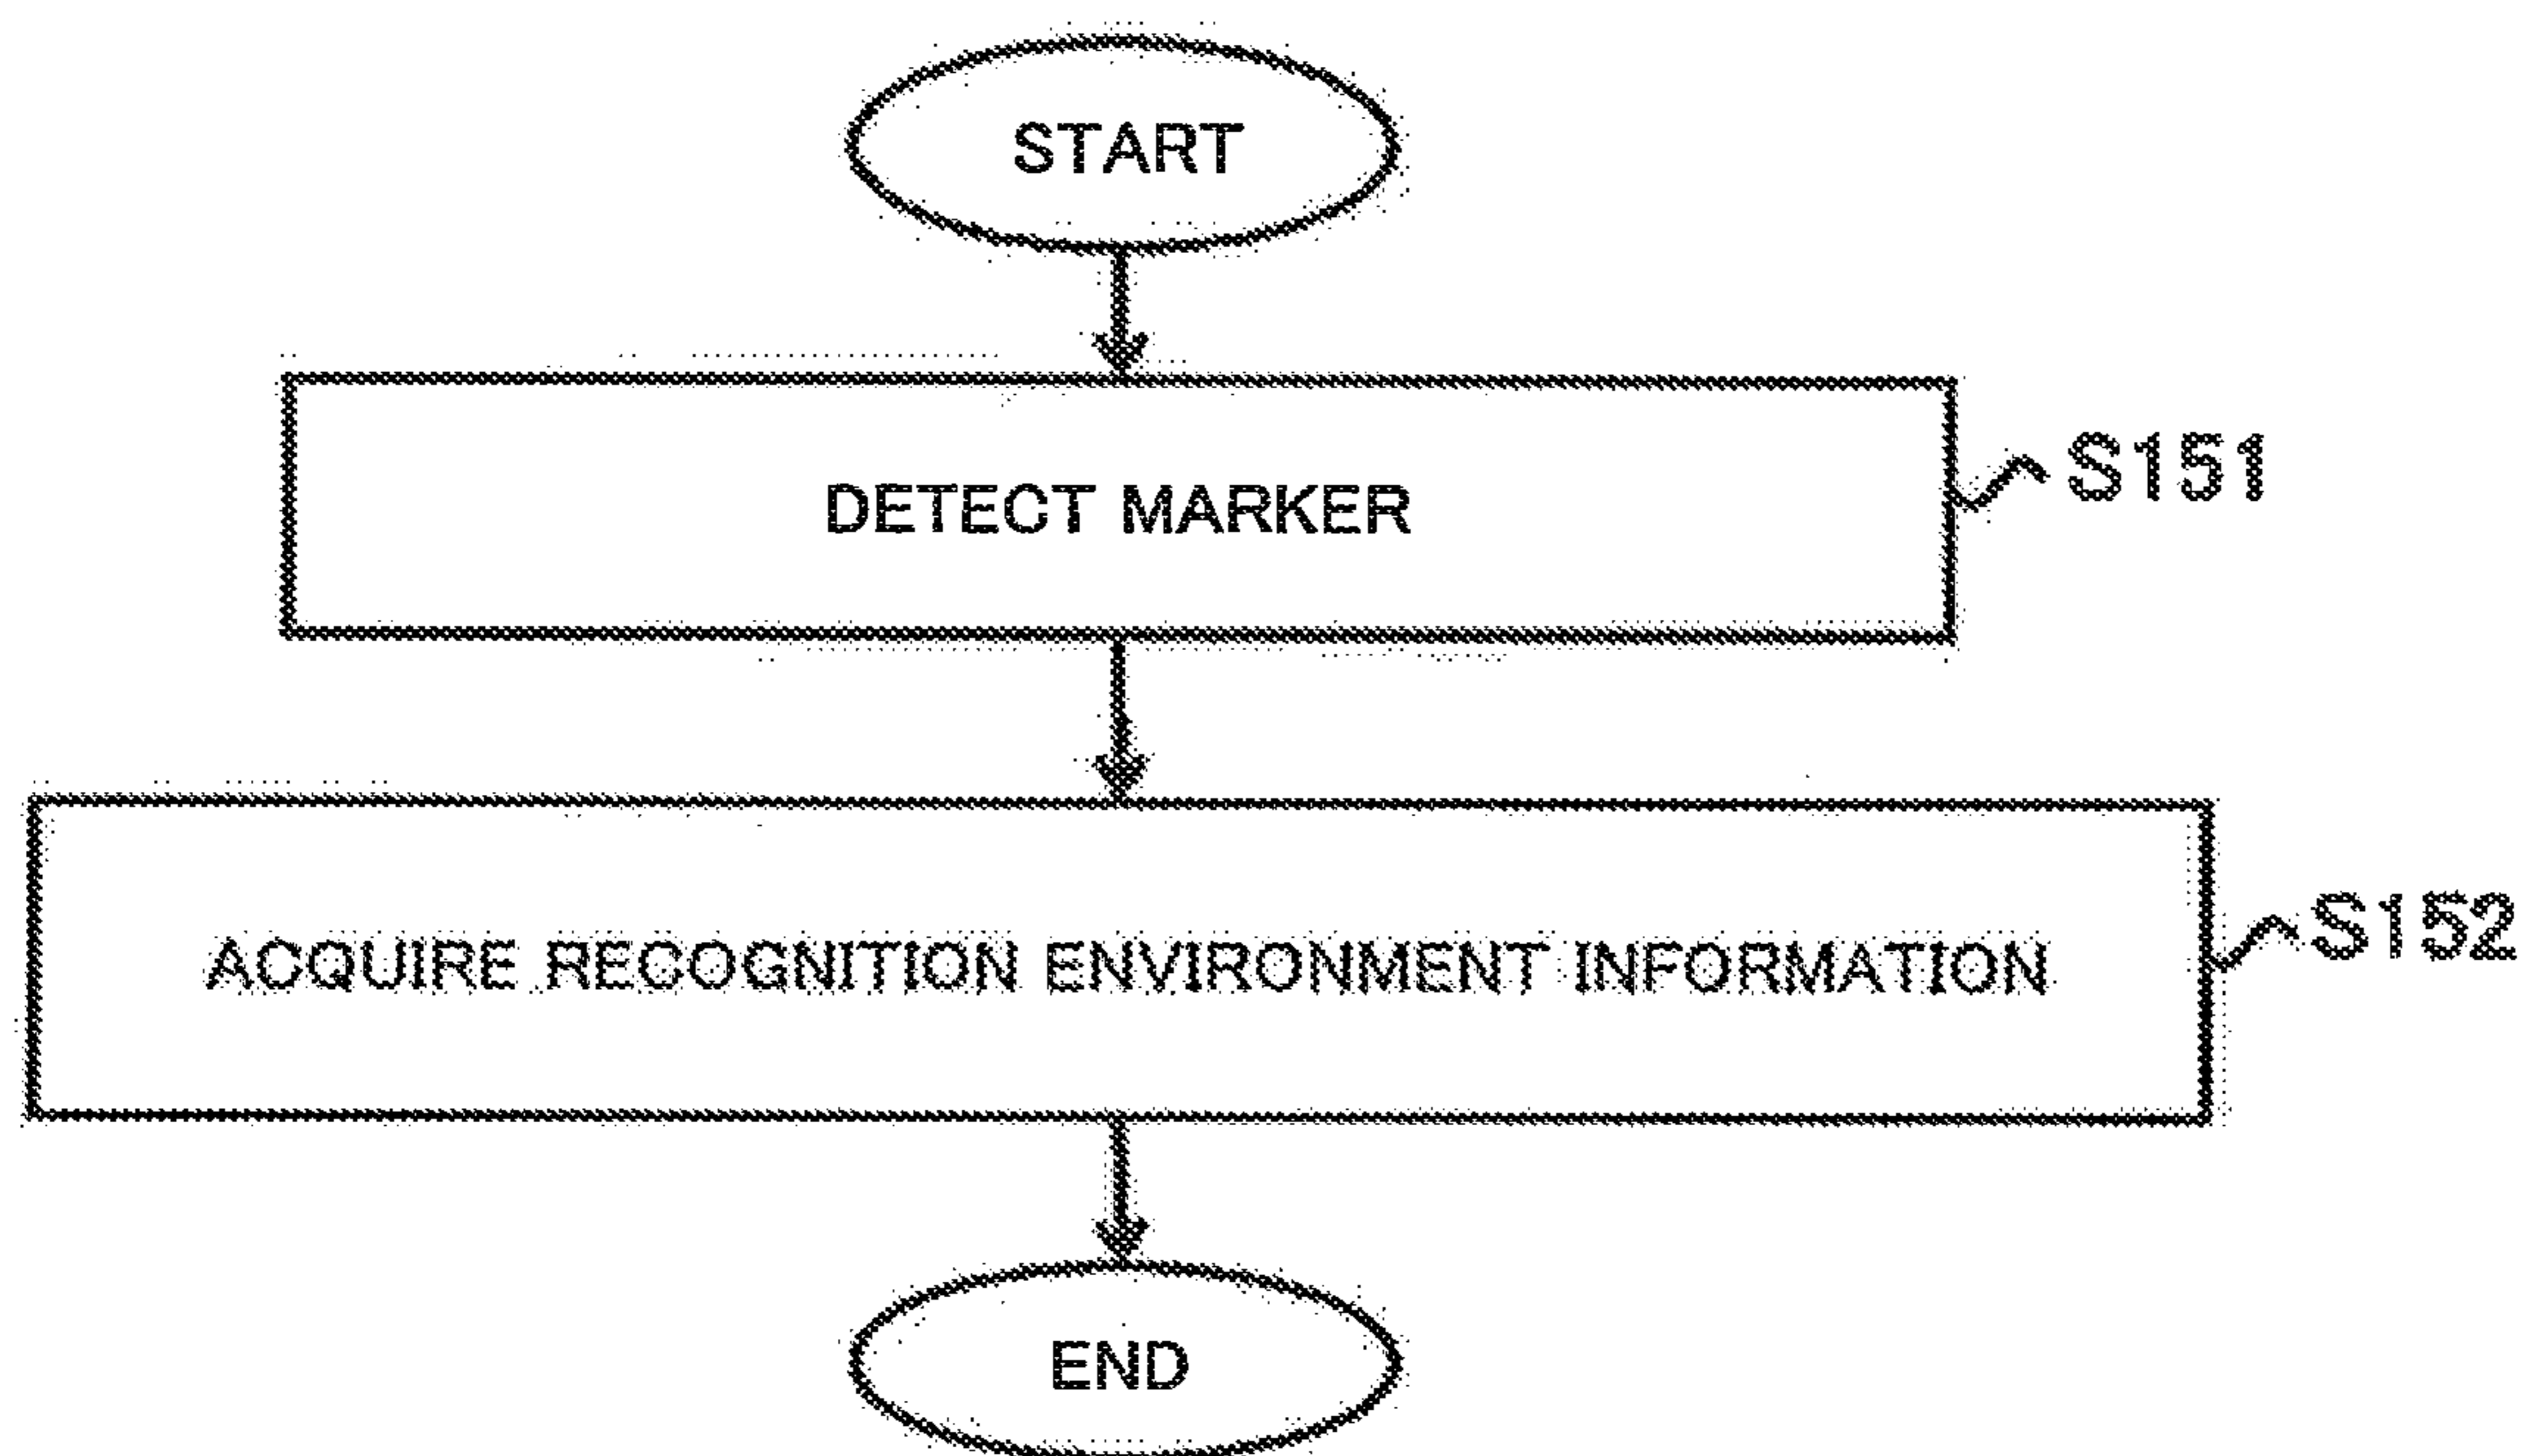 START
DETECT MARKER
S151
ACQUIRE RECOGNITION ENVIRONMENT INFORMATION
S152
END